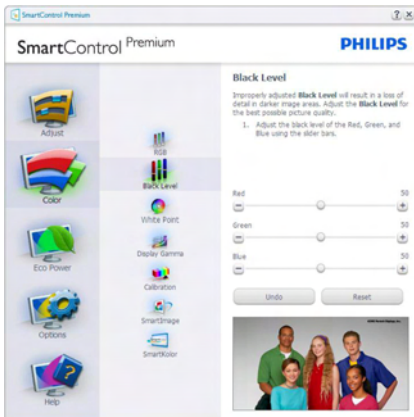 SmartControl Premium
SmartControl Premium
PHILIPS
Adjust
Color
Eco Power
Options
Help
RGB
Black Level
White Point
Display Gamma
Calibration
SmartImage
SmartKolor
Black Level
Improperly adjusted Black Level will result in a loss of
detail in darker image areas. Adjust the Black Level for
the best possible picture quality.
1. Adjust the black level of the Red, Green, and
Blue using the slider bars.
Red 50
Green 50
Blue 50
Undo Reset